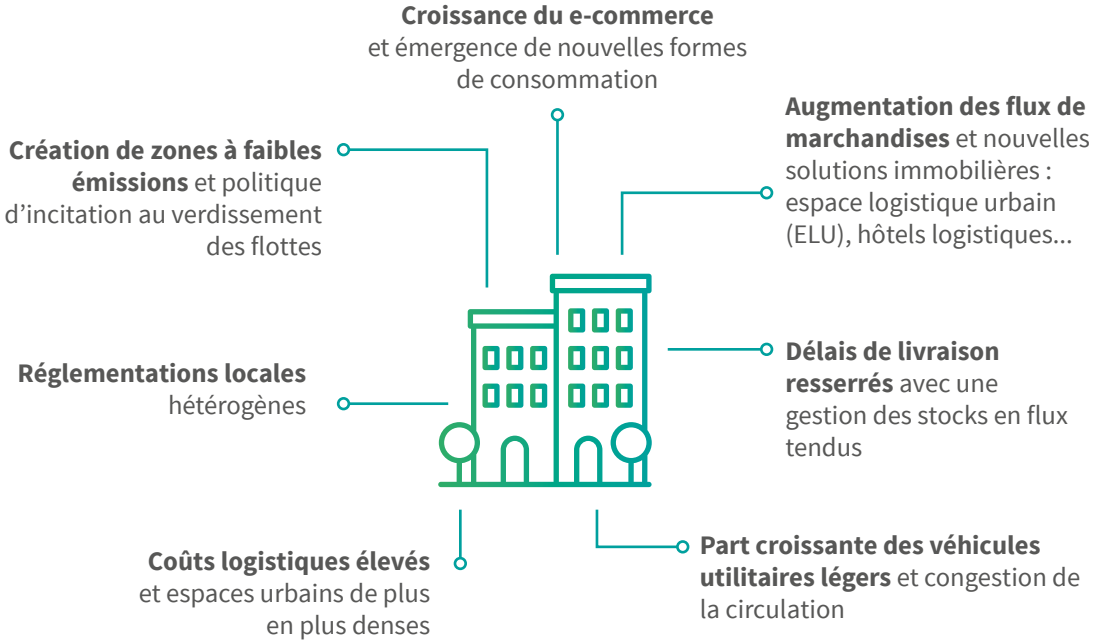 Croissance du e-commerce
et émergence de nouvelles formes
de consommation
Création de zones à faibles
émissions et politique
d’incitation au verdissement
des flottes
Augmentation des flux de
marchandises et nouvelles
solutions immobilières :
espace logistique urbain
(ELU), hôtels logistiques...
Réglementations locales
hétérogènes
Délais de livraison
resserrés avec une
gestion des stocks en flux
tendus
Coûts logistiques élevés
et espaces urbains de plus
en plus denses
Part croissante des véhicules
utilitaires légers et congestion de
la circulation